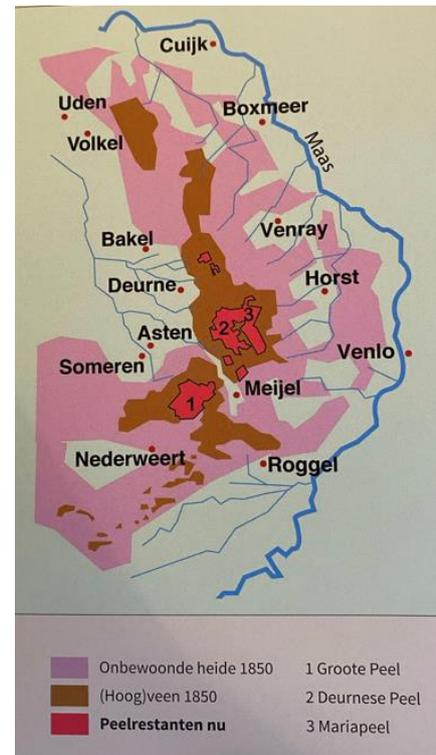 Cuijk
Uden
Boxmeer
Volkel
Maas
Venray
Bakel
Horst
Deurne
2 3
Asten
Venlo
Someren
Meijel
1
Nederweert
Roggel
Onbewoonde heide 1850
1 Groote Peel
(Hoog)veen 1850
2 Deurnese Peel
Peelrestanten nu
3 Mariapeel